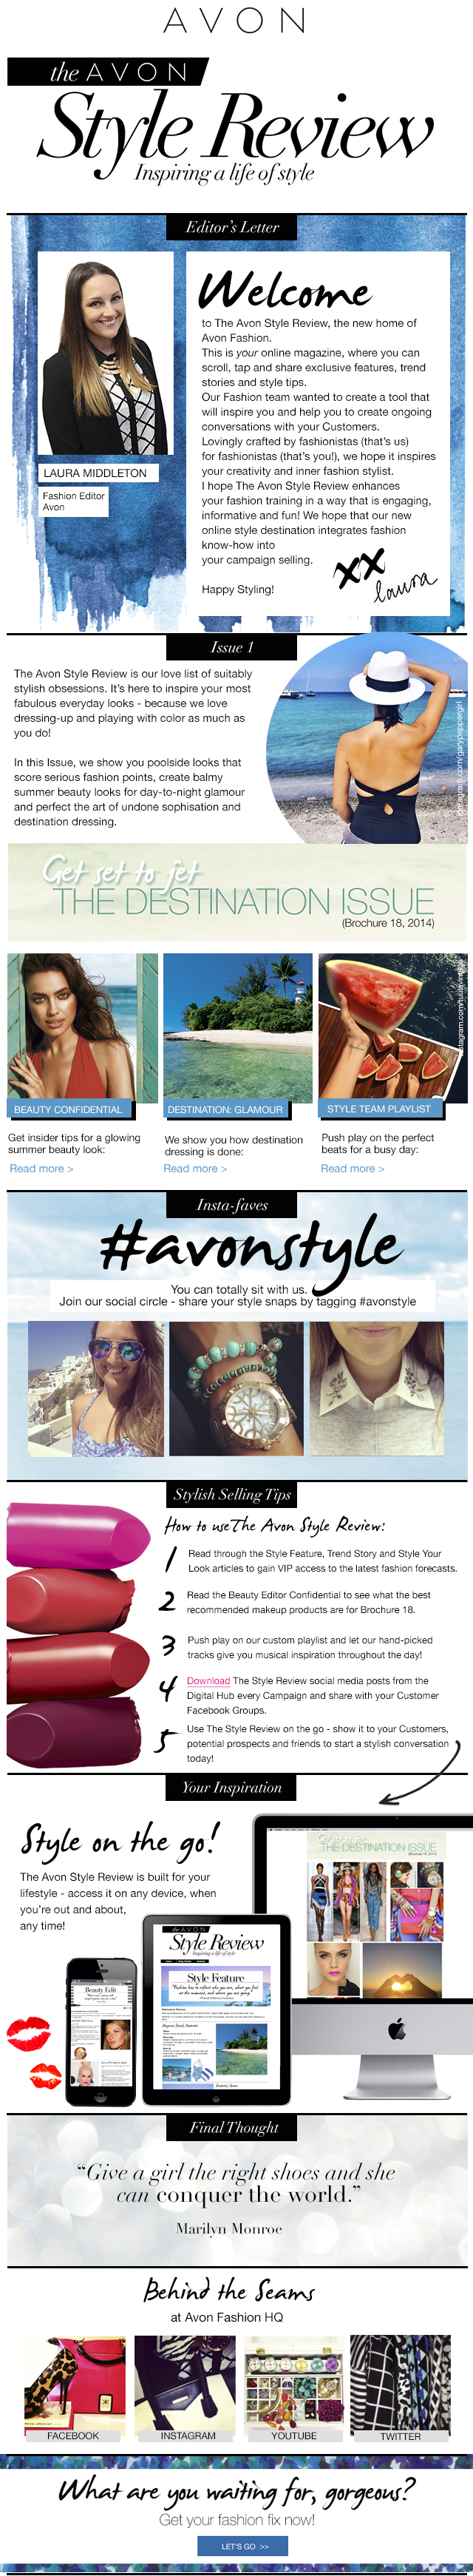 AVON
the AVON
Style Review
Inspiring a life of style
Editor's Letter
Welcome
to The Avon Style Review, the new home of
Avon Fashion.
This is your online magazine, where you can
scroll, tap and share exclusive features, trend
stories and style tips.
Our Fashion team wanted to create a tool that
will inspire you and help you to create ongoing
conversations with your Customers.
Lovingly crafted by fashionistas (that's us)
for fashionistas (that's you!), we hope it inspires
your creativity and inner fashion stylist.
I hope The Avon Style Review enhances
your fashion training in a way that is engaging,
informative and fun! We hope that our new
online style destination integrates fashion
know-how into
your campaign selling.
Happy Styling!
xx
laura
LAURA MIDDLETON
Fashion Editor
Avon
Issue 1
The Avon Style Review is our love list of suitably
stylish obsessions. It's here to inspire your most
fabulous everyday looks - because we love
dressing-up and playing with color as much as
you do!
In this Issue, we show you poolside looks that
score serious fashion points, create balmy
summer beauty looks for day-to-night glamour
and perfect the art of undone sophisation and
destination dressing.
Get set to jet
THE DESTINATION ISSUE
(Brochure 18, 2014)
BEAUTY CONFIDENTIAL
Get insider tips for a glowing
summer beauty look:
Read more >
DESTINATION: GLAMOUR
We show you how destination
dressing is done:
Read more >
STYLE TEAM PLAYLIST
Push play on the perfect
beats for a busy day:
Read more >
Insta-faves
#avonstyle
You can totally sit with us.
Join our social circle - share your style snaps by tagging #avonstyle
Stylish Selling Tips
How to use The Avon Style Review:
1 Read through the Style Feature, Trend Story and Style Your
Look articles to gain VIP access to the latest fashion forecasts.
2 Read the Beauty Editor Confidential to see what the best
recommended makeup products are for Brochure 18.
3 Push play on our custom playlist and let our hand-picked
tracks give you musical inspiration throughout the day!
4 Download The Style Review social media posts from the
Digital Hub every Campaign and share with your Customer
Facebook Groups.
5 Use The Style Review on the go - show it to your Customers,
potential prospects and friends to start a stylish conversation
today!
Your Inspiration
Style on the go!
The Avon Style Review is built for your
lifestyle - access it on any device, when
you're out and about,
any time!
Get set to jet
THE DESTINATION ISSUE
(Brochure 18, 2014)
the AVON
Style Review
Inspiring a life of style
Style Feature
Beauty Edit
Final Thought
"Give a girl the right shoes and she
can conquer the world."
Marilyn Monroe
Behind the Seams
at Avon Fashion HQ
FACEBOOK
INSTAGRAM
YOUTUBE
TWITTER
What are you waiting for, gorgeous?
Get your fashion fix now!
LET'S GO >>